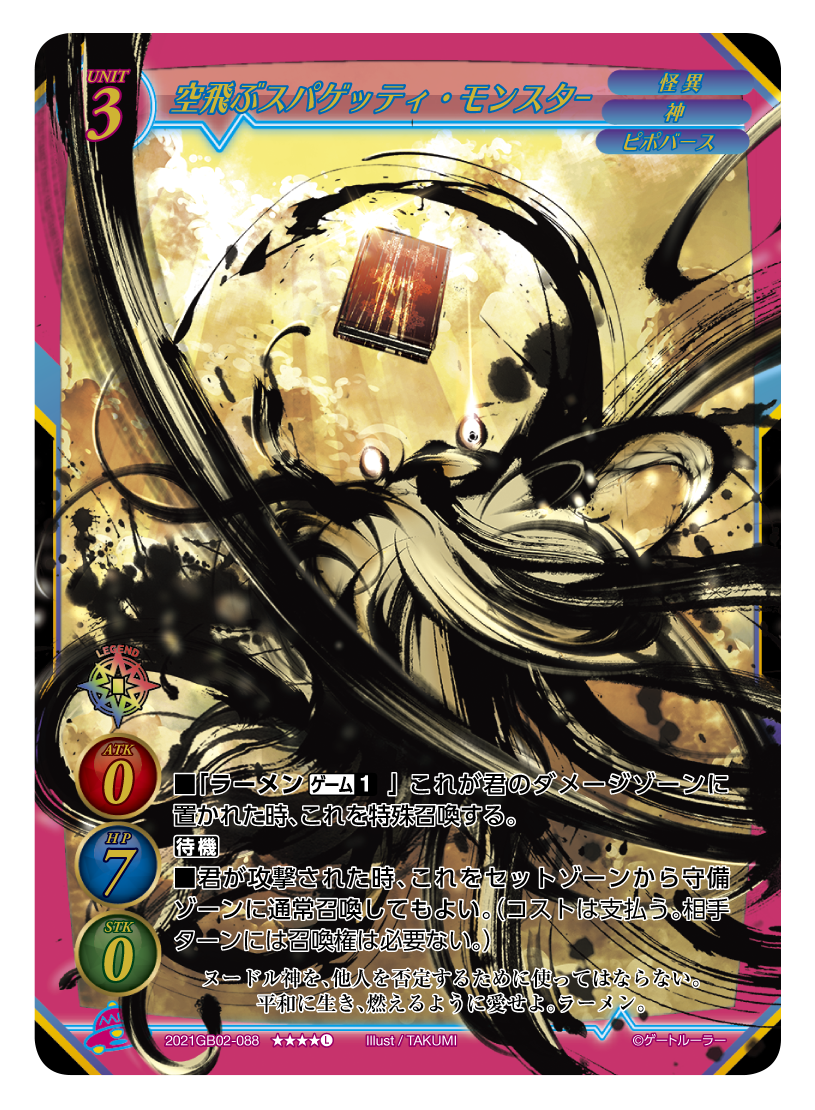 UNIT
3
空飛ぶスパゲッティ・モンスター
怪異
神
ピポバース
LEGEND
ATK
0
HP
7
STK
0
■「ラーメン ゲーム1 』これが君のダメージゾーンに
置かれた時、これを特殊召喚する。
待機
■君が攻撃された時、これをセットゾーンから守備
ゾーンに通常召喚してもよい。(コストは支払う。相手
ターンには召喚権は必要ない。)
ヌードル神を、他人を否定するために使ってはならない。
平和に生き、燃えるように愛せよ。ラーメン。
2021GB02-088 ★★★★L Illust / TAKUMI ©ゲートルーラー